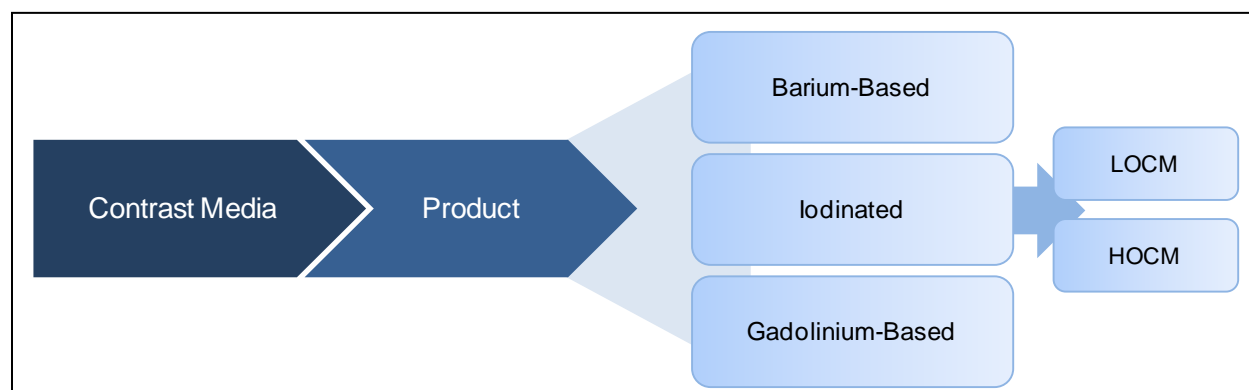 Contrast Media
Product
Barium-Based
Iodinated
Gadolinium-Based
LOCM
HOCM